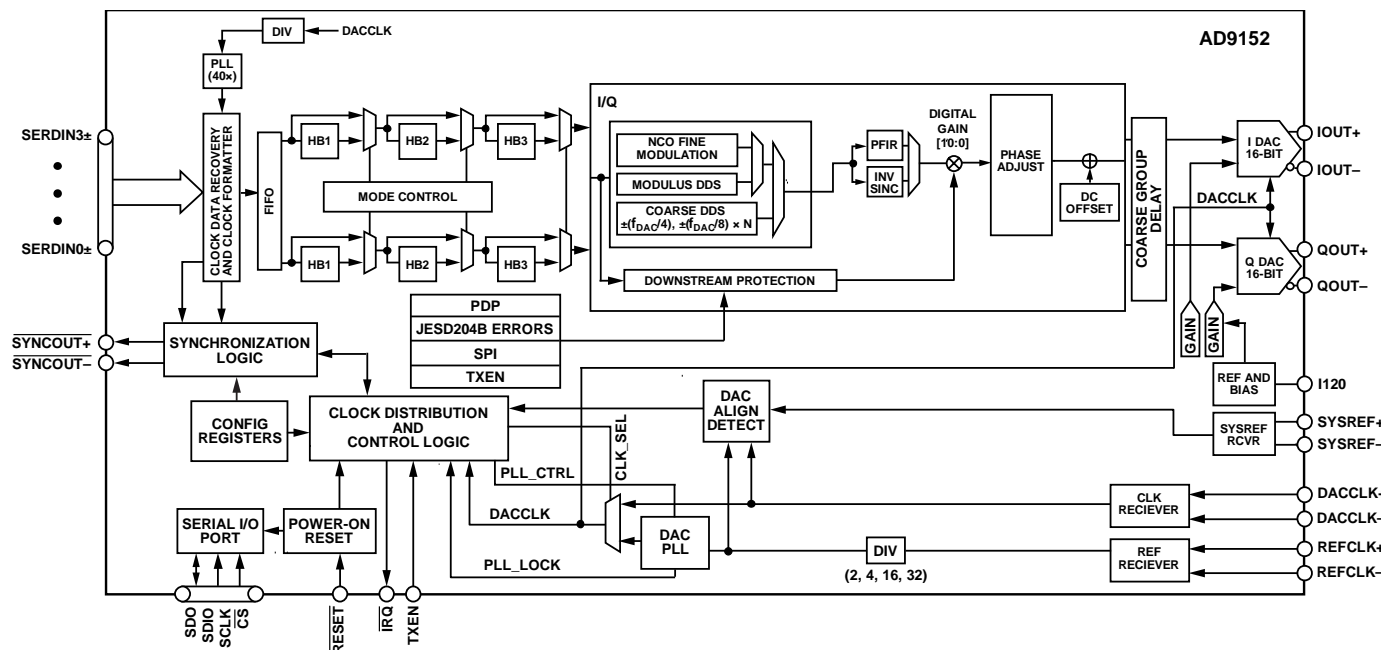 AD9152
DIV
DACCLK
PLL
(40×)
SERDIN3±
SERDIN0±
CLOCK DATA RECOVERY
AND CLOCK FORMATTER
FIFO
HB1
HB2
HB3
MODE CONTROL
HB1
HB2
HB3
I/Q
NCO FINE
MODULATION
MODULUS DDS
COARSE DDS
±(fDAC/4), ±(fDAC/8) × N
PFIR
INV
SINC
DIGITAL
GAIN
[10:0]
PHASE
ADJUST
DC
OFFSET
COARSE GROUP
DELAY
I DAC
16-BIT
IOUT+
IOUT–
DACCLK
Q DAC
16-BIT
QOUT+
QOUT–
DOWNSTREAM PROTECTION
PDP
JESD204B ERRORS
SPI
TXEN
GAIN
GAIN
REF AND
BIAS
I120
SYNCOUT+
SYNCOUT–
SYNCHRONIZATION
LOGIC
CONFIG
REGISTERS
CLOCK DISTRIBUTION
AND
CONTROL LOGIC
CLK_SEL
DAC
ALIGN
DETECT
SYSREF
RCVR
SYSREF+
SYSREF–
PLL_CTRL
DACCLK
PLL_LOCK
DAC
PLL
DIV
(2, 4, 16, 32)
CLK
RECIEVER
REF
RECIEVER
DACCLK-
DACCLK–
REFCLK+
REFCLK–
SERIAL I/O
PORT
POWER-ON
RESET
SDO
SDIO
SCLK
CS
RESET
IRQ
TXEN